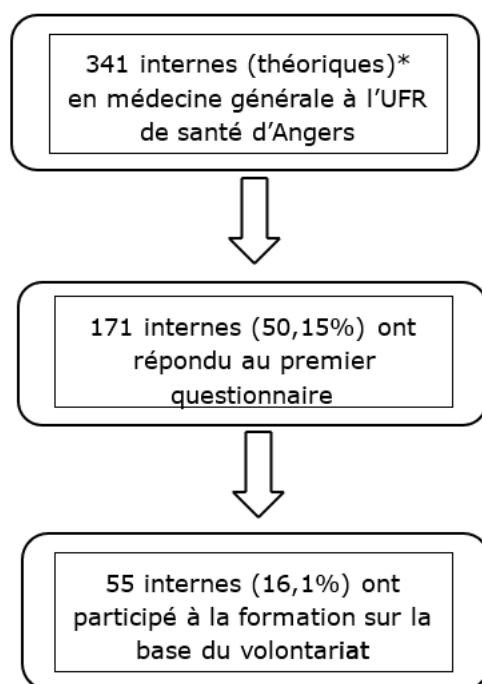 341 internes (théoriques)*
en médecine générale à l’UFR
de santé d’Angers
171 internes (50,15%) ont
répondu au premier
questionnaire
55 internes (16,1%) ont
participé à la formation sur la
base du volontariat